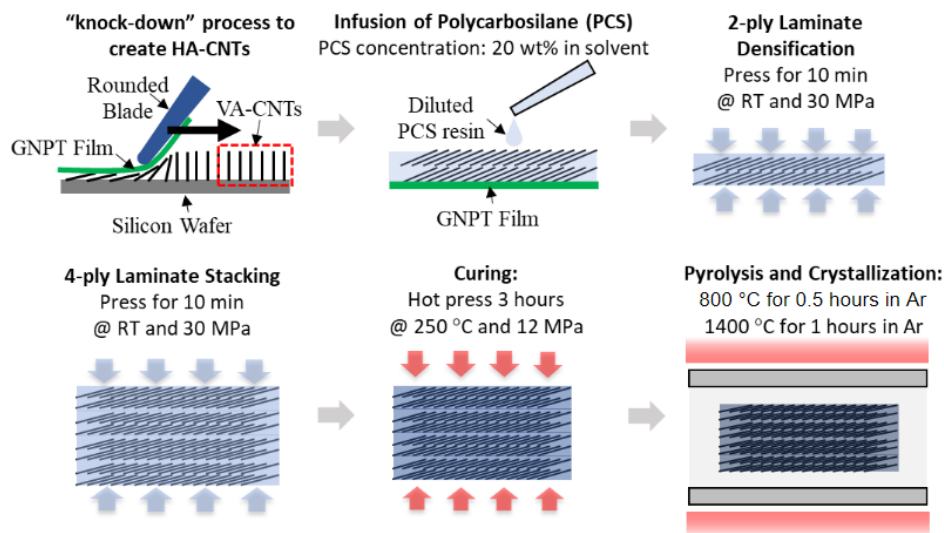 “knock-down” process to
create HA-CNTs
Rounded
Blade
VA-CNTs
GNPT Film
Silicon Wafer
Infusion of Polycarbosilane (PCS)
PCS concentration: 20 wt% in solvent
Diluted
PCS resin
GNPT Film
2-ply Laminate
Densification
Press for 10 min
@ RT and 30 MPa
4-ply Laminate Stacking
Press for 10 min
@ RT and 30 MPa
Curing:
Hot press 3 hours
@ 250 °C and 12 MPa
Pyrolysis and Crystallization:
800 °C for 0.5 hours in Ar
1400 °C for 1 hours in Ar